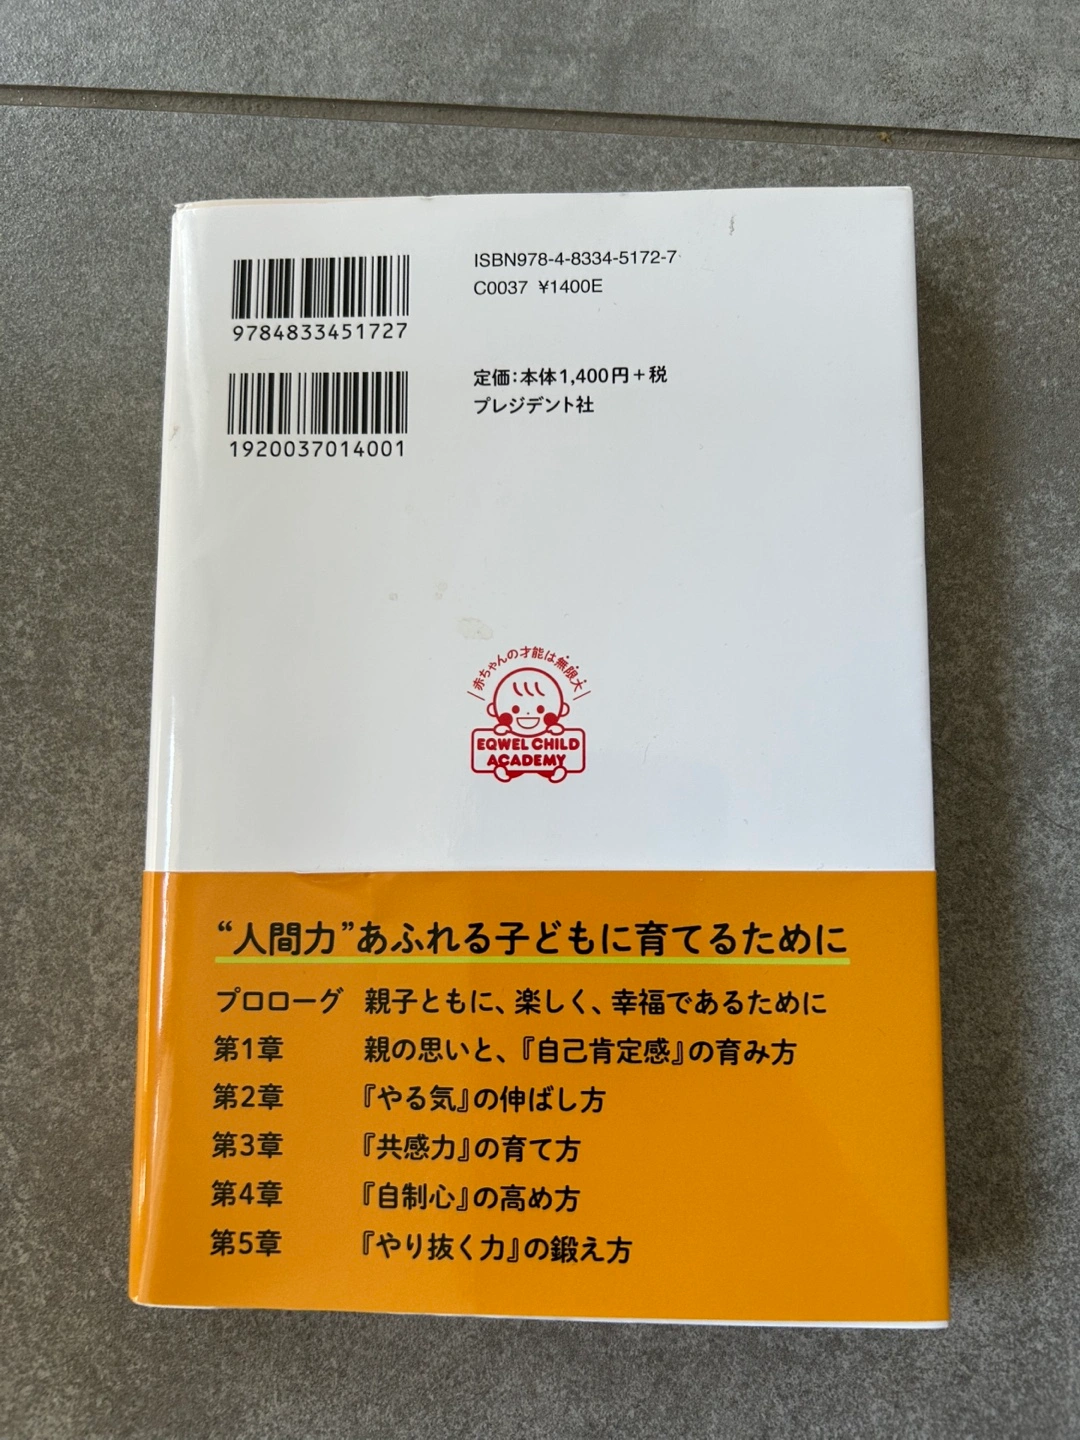 9784833451727
ISBN978-4-8334-5172-7
C0037 ¥1400E
1920037014001
定価:本体1,400円+税
プレジデント社
赤ちゃんの才能は無限大
EQWEL CHILD
ACADEMY
“人間力”あふれる子どもに育てるために
プロローグ 親子ともに、楽しく、幸福であるために
第1章 親の思いと、『自己肯定感』の育み方
第2章 『やる気』の伸ばし方
第3章 『共感力』の育て方
第4章 『自制心』の高め方
第5章 『やり抜く力』の鍛え方